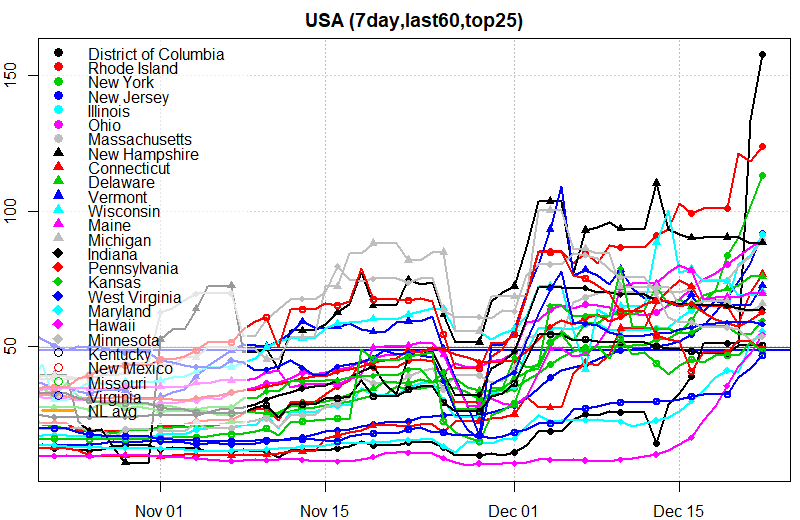 USA (7day,last60,top25)
150
100
50
District of Columbia
Rhode Island
New York
New Jersey
Illinois
Ohio
Massachusetts
New Hampshire
Connecticut
Delaware
Vermont
Wisconsin
Maine
Michigan
Indiana
Pennsylvania
Kansas
West Virginia
Maryland
Hawaii
Minnesota
Kentucky
New Mexico
Missouri
Virginia
NL avg
Nov 01
Nov 15
Dec 01
Dec 15